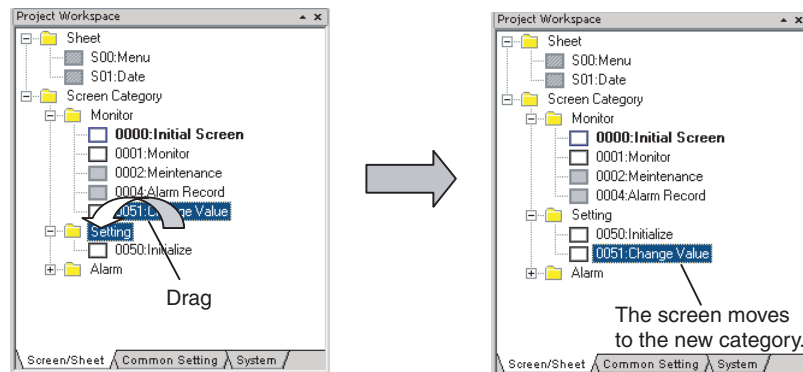 Project Workspace
Sheet
S00:Menu
S01:Date
Screen Category
Monitor
0000:Initial Screen
0001:Monitor
0002:Meintenance
0004:Alarm Record
0051:Change Value
Setting
0050:Initialize
Alarm
Drag
Screen/Sheet
Common Setting
System
Project Workspace
Sheet
S00:Menu
S01:Date
Screen Category
Monitor
0000:Initial Screen
0001:Monitor
0002:Meintenance
0004:Alarm Record
Setting
0050:Initialize
0051:Change Value
Alarm
The screen moves
to the new category.
Screen/Sheet
Common Setting
System